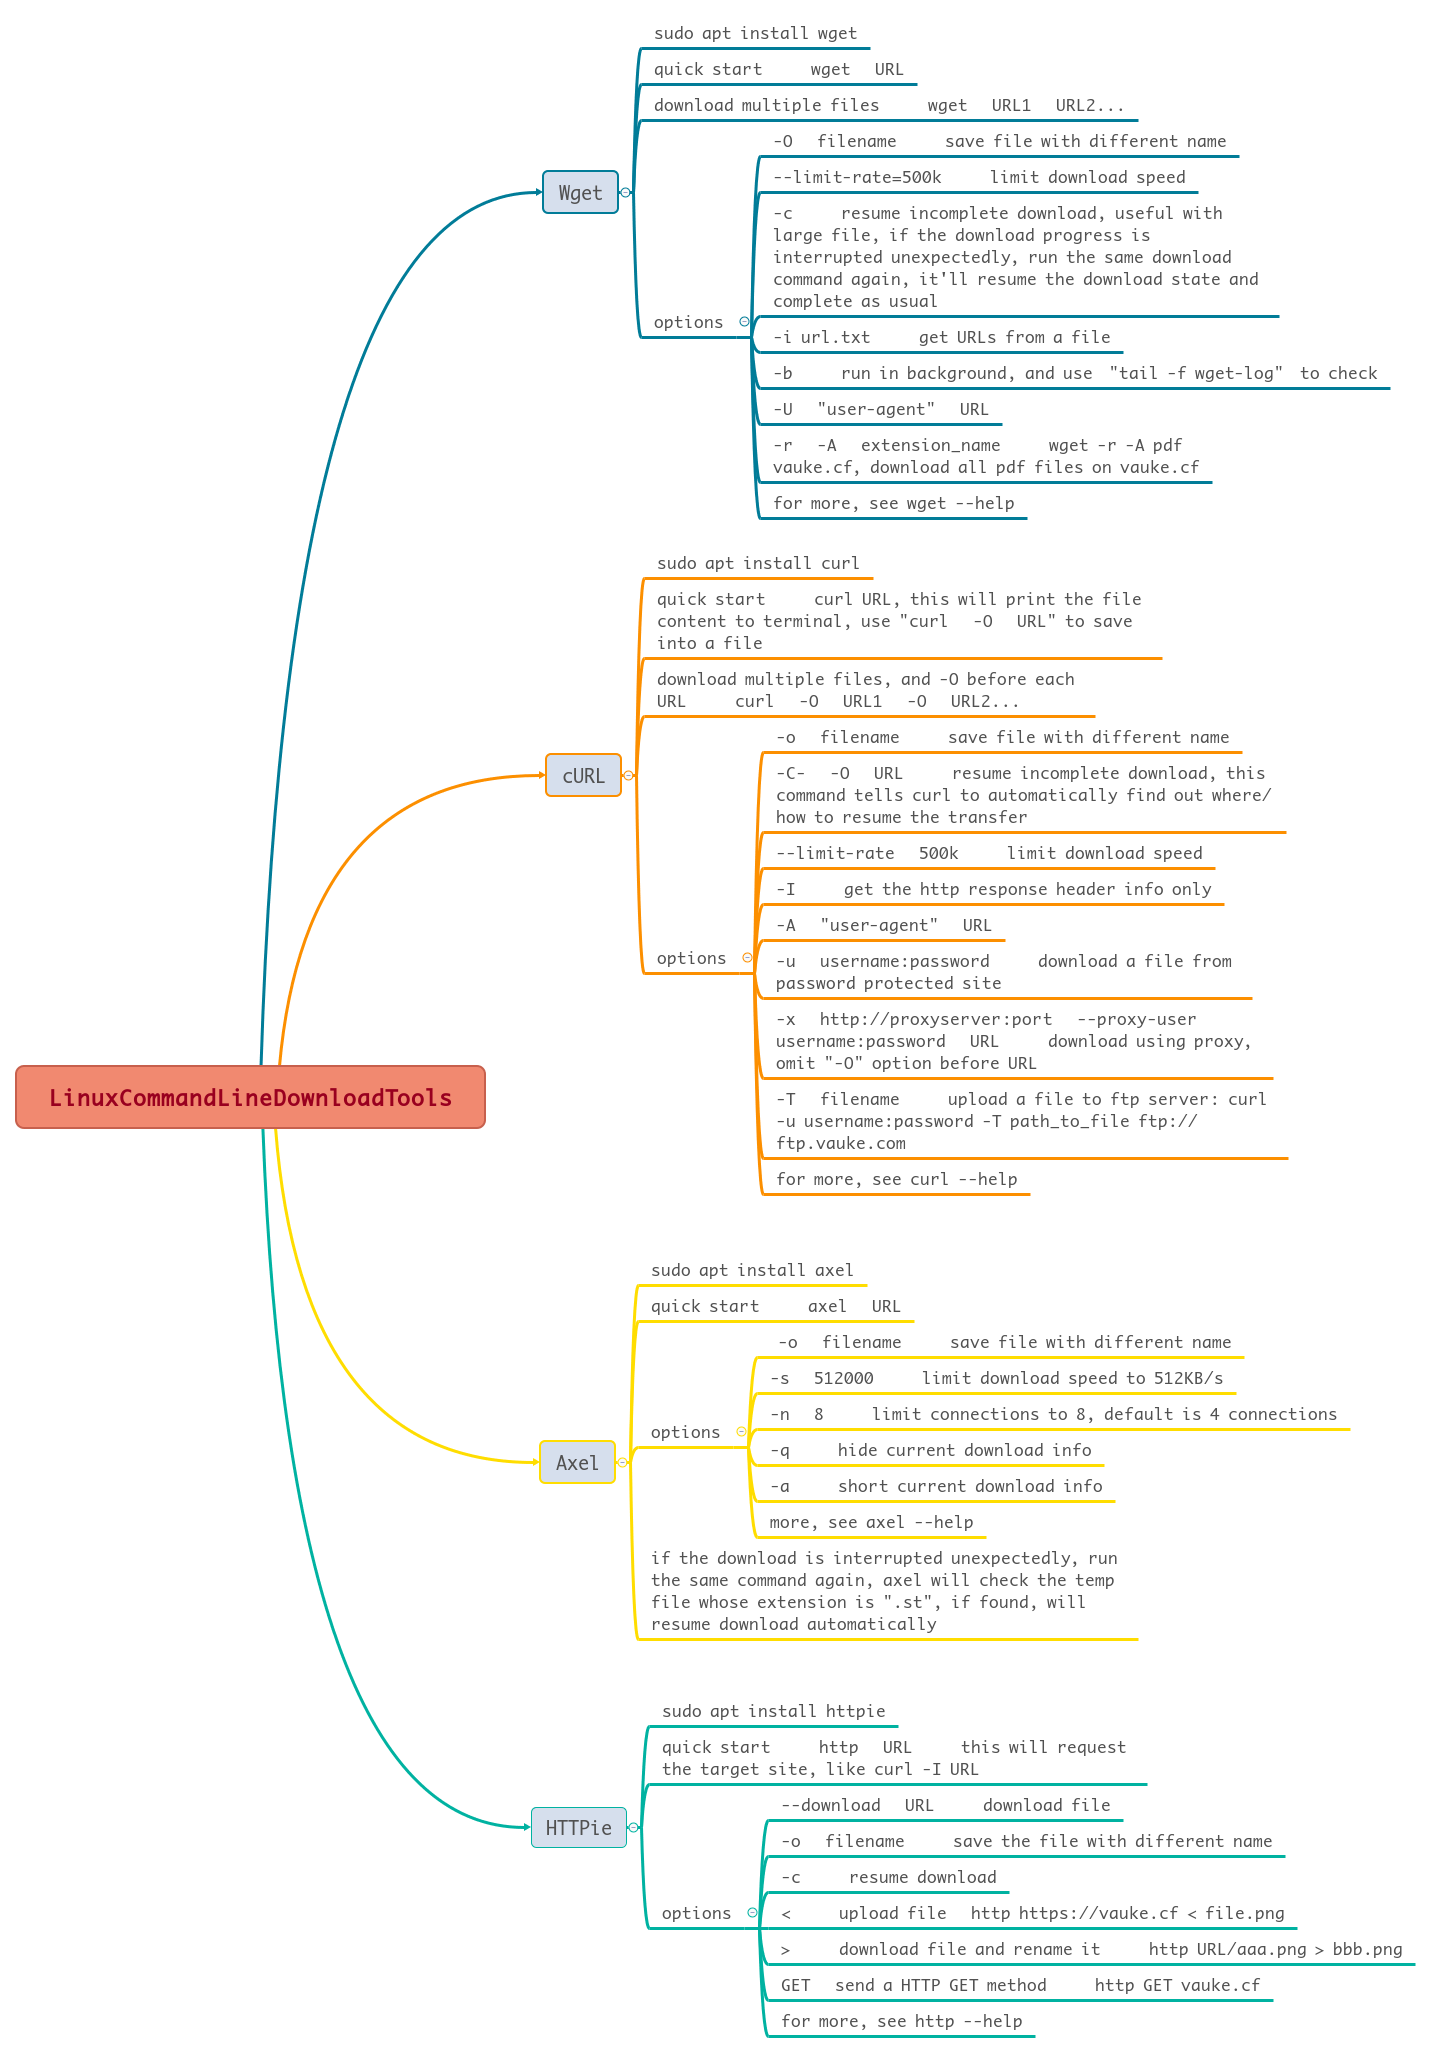 sudo apt install wget
quick start wget URL
download multiple files wget URL1 URL2...
-O filename save file with different name
--limit-rate=500k limit download speed
Wget
-c resume incomplete download, useful with
large file, if the download progress is
interrupted unexpectedly, run the same download
command again, it'll resume the download state and
complete as usual
options
-i url.txt get URLs from a file
-b run in background, and use "tail -f wget-log" to check
-U "user-agent" URL
-r -A extension_name wget -r -A pdf
vauke.cf, download all pdf files on vauke.cf
for more, see wget --help
sudo apt install curl
quick start curl URL, this will print the file
content to terminal, use "curl -O URL" to save
into a file
download multiple files, and -O before each
URL curl -O URL1 -O URL2...
-o filename save file with different name
cURL
-C- -O URL resume incomplete download, this
command tells curl to automatically find out where/
how to resume the transfer
--limit-rate 500k limit download speed
-I get the http response header info only
-A "user-agent" URL
options
-u username:password download a file from
password protected site
-x http://proxyserver:port --proxy-user
username:password URL download using proxy,
omit "-O" option before URL
LinuxCommandLineDownloadTools
-T filename upload a file to ftp server: curl
-u username:password -T path_to_file ftp://
ftp.vauke.com
for more, see curl --help
sudo apt install axel
quick start axel URL
-o filename save file with different name
-s 512000 limit download speed to 512KB/s
-n 8 limit connections to 8, default is 4 connections
options
-q hide current download info
Axel
-a short current download info
more, see axel --help
if the download is interrupted unexpectedly, run
the same command again, axel will check the temp
file whose extension is ".st", if found, will
resume download automatically
sudo apt install httpie
quick start http URL this will request
the target site, like curl -I URL
--download URL download file
HTTPie
-o filename save the file with different name
-c resume download
options
< upload file http https://vauke.cf < file.png
> download file and rename it http URL/aaa.png > bbb.png
GET send a HTTP GET method http GET vauke.cf
for more, see http --help